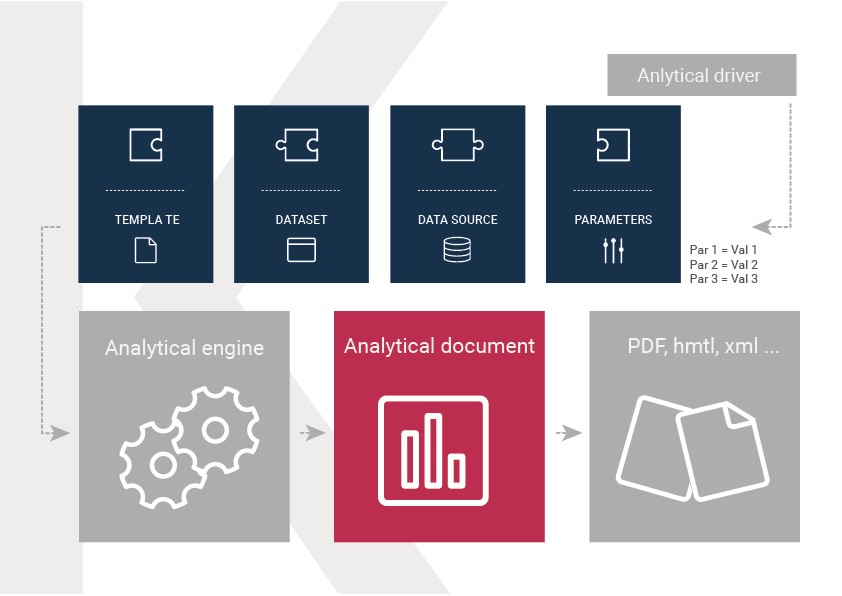 Anlytical driver
TEMPLA TE
DATASET
DATA SOURCE
PARAMETERS
Par 1 = Val 1
Par 2 = Val 2
Par 3 = Val 3
Analytical engine
Analytical document
PDF, hmtl, xml ...